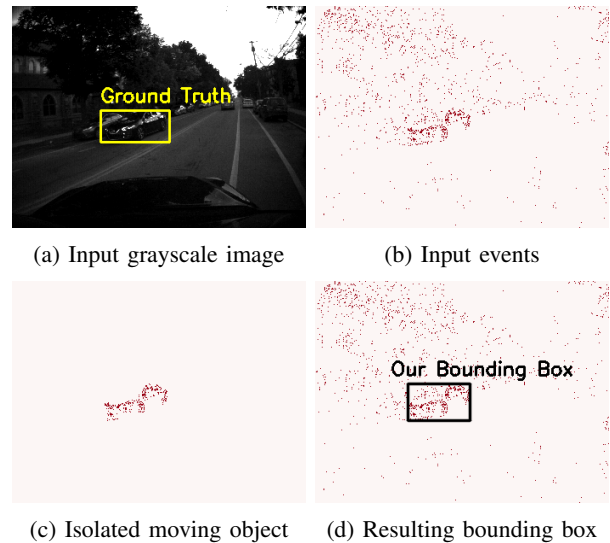 Ground Truth
(a) Input grayscale image
(b) Input events
Our Bounding Box
(c) Isolated moving object
(d) Resulting bounding box